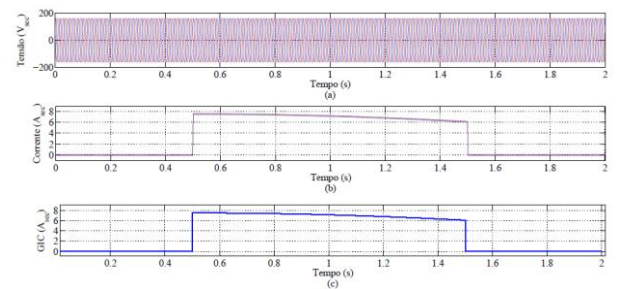 Tensão (Vsec)
200
0
−200
0 0.2 0.4 0.6 0.8 1 1.2 1.4 1.6 1.8 2
Tempo (s)
(a)
Corrente (Asec)
8
6
4
2
0
0 0.2 0.4 0.6 0.8 1 1.2 1.4 1.6 1.8 2
Tempo (s)
(b)
GIC (Asec)
8
6
4
2
0
0.2 0.4 0.6 0.8 1 1.2 1.4 1.6 1.8 2
Tempo (s)
(c)